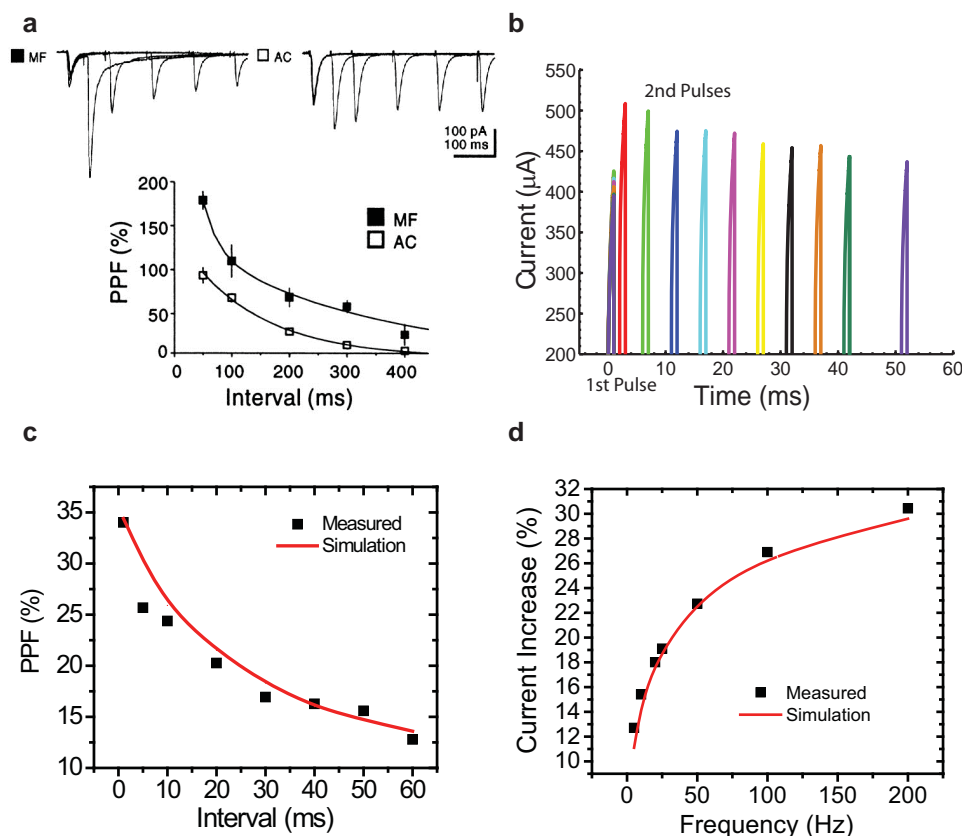 a
MF
AC
100 pA
100 ms
200
150
100
50
0
PPF (%)
MF
AC
0 100 200 300 400
Interval (ms)
b
2nd Pulses
550
500
450
400
350
300
250
200
Current (μA)
1st Pulse
0 10 20 30 40 50 60
Time (ms)
c
35
30
25
20
15
10
PPF (%)
Measured
Simulation
0 10 20 30 40 50 60
Interval (ms)
d
32
30
28
26
24
22
20
18
16
14
12
10
Current Increase (%)
Measured
Simulation
0 50 100 150 200
Frequency (Hz)